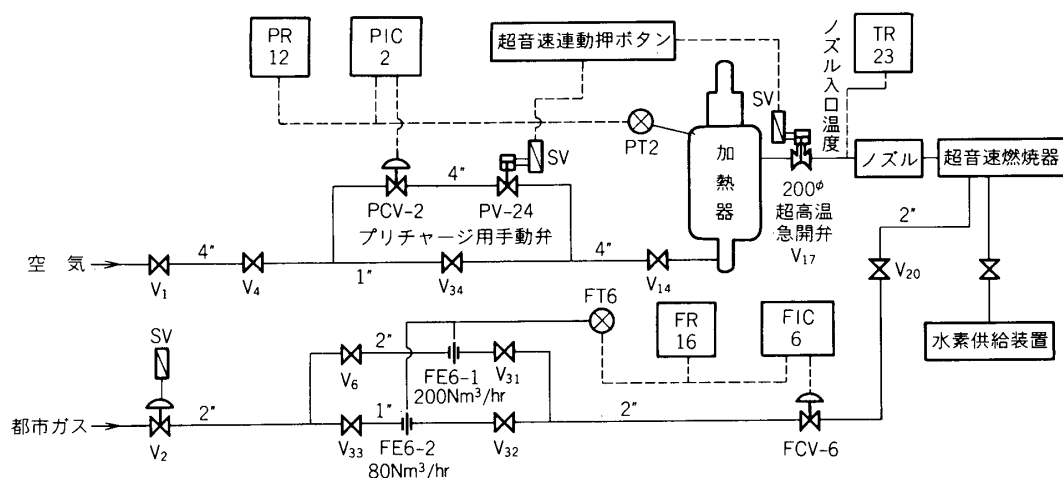 PR
12
PIC
2
超音速連動押ボタン
ノズル入口温度
TR
23
SV
PT2
SV
加熱器
ノズル
超音速燃焼器
4"
PCV-2
PV-24
プリチャージ用手動弁
200φ
超高温
急開弁
V17
2"
空気
4"
1"
4"
V1
V4
V34
V14
V20
FT6
FR
16
FIC
6
水素供給装置
SV
2"
V6
FE6-1
200Nm³/hr
V31
都市ガス
2"
1"
2"
V2
V33
FE6-2
80Nm³/hr
V32
FCV-6